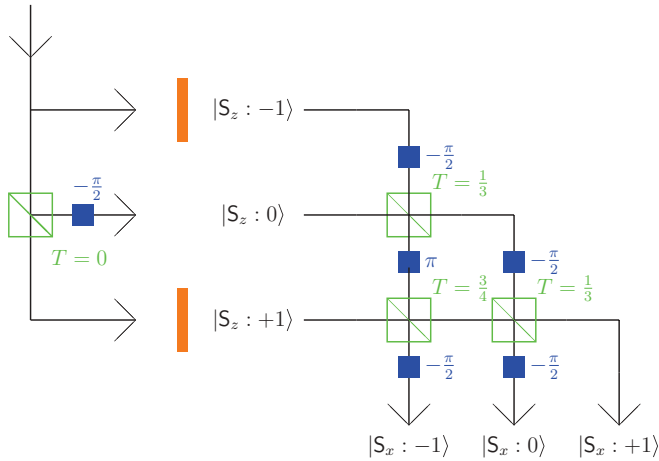 |S_z : −1⟩
−π/2
T = 1/3
−π/2
|S_z : 0⟩
T = 0
π
−π/2
T = 3/4
T = 1/3
|S_z : +1⟩
−π/2
−π/2
|S_x : −1⟩ |S_x : 0⟩ |S_x : +1⟩